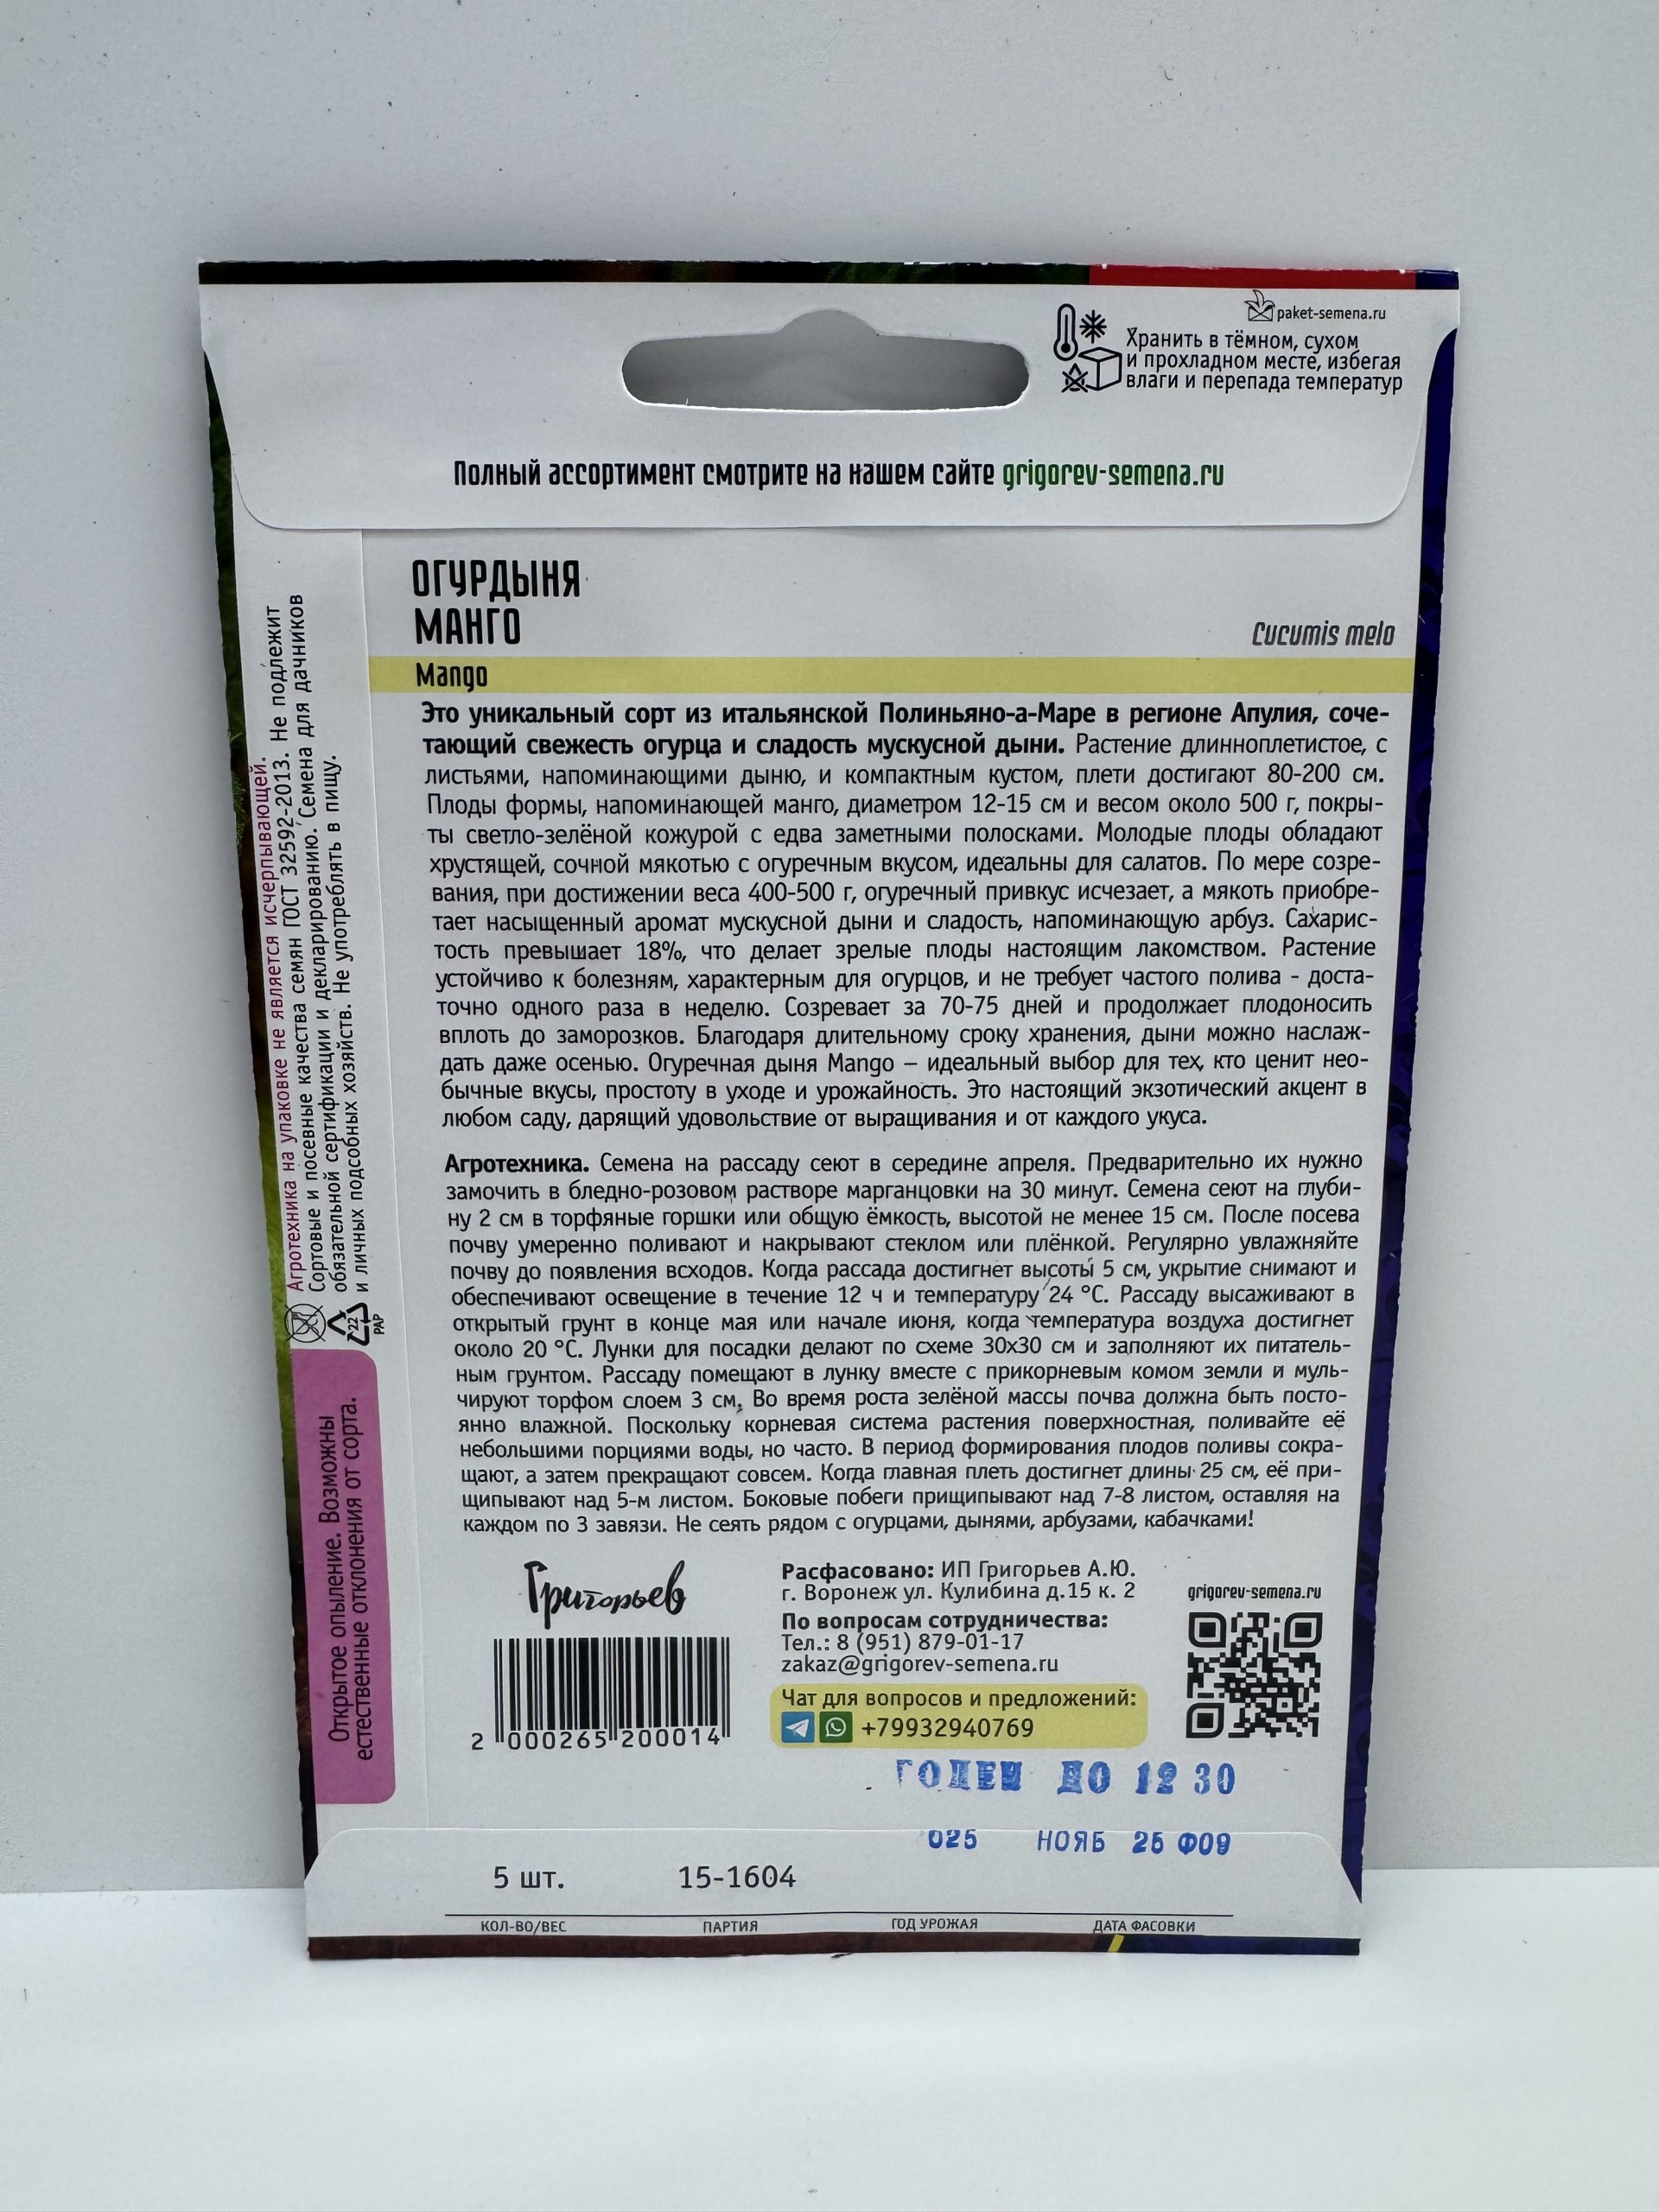 paket-semena.ru
Хранить в тёмном, сухом
и прохладном месте, избегая
влаги и перепада температур
Полный ассортимент смотрите на нашем сайте grigorev-semena.ru
ОГУРДЫНЯ
МАНГО
Cucumis melo
Mango
Это уникальный сорт из итальянской Полиньяно-а-Маре в регионе Апулия, соче-
тающий свежесть огурца и сладость мускусной дыни. Растение длинноплетистое, с
листьями, напоминающими дыню, и компактным кустом, плети достигают 80-200 см.
Плоды формы, напоминающей манго, диаметром 12-15 см и весом около 500 г, покры-
ты светло-зелёной кожурой с едва заметными полосками. Молодые плоды обладают
хрустящей, сочной мякотью с огуречным вкусом, идеальны для салатов. По мере созре-
вания, при достижении веса 400-500 г, огуречный привкус исчезает, а мякоть приобре-
тает насыщенный аромат мускусной дыни и сладость, напоминающую арбуз. Сахарис-
тость превышает 18%, что делает зрелые плоды настоящим лакомством. Растение
устойчиво к болезням, характерным для огурцов, и не требует частого полива - доста-
точно одного раза в неделю. Созревает за 70-75 дней и продолжает плодоносить
вплоть до заморозков. Благодаря длительному сроку хранения, дыни можно наслаж-
дать даже осенью. Огуречная дыня Mango – идеальный выбор для тех, кто ценит нео-
бычные вкусы, простоту в уходе и урожайность. Это настоящий экзотический акцент в
любом саду, дарящий удовольствие от выращивания и от каждого укуса.
Агротехника. Семена на рассаду сеют в середине апреля. Предварительно их нужно
замочить в бледно-розовом растворе марганцовки на 30 минут. Семена сеют на глуби-
ну 2 см в торфяные горшки или общую ёмкость, высотой не менее 15 см. После посева
почву умеренно поливают и накрывают стеклом или плёнкой. Регулярно увлажняйте
почву до появления всходов. Когда рассада достигнет высоты 5 см, укрытие снимают и
обеспечивают освещение в течение 12 ч и температуру 24 °С. Рассаду высаживают в
открытый грунт в конце мая или начале июня, когда температура воздуха достигнет
около 20 °С. Лунки для посадки делают по схеме 30х30 см и заполняют их питатель-
ным грунтом. Рассаду помещают в лунку вместе с прикорневым комом земли и муль-
чируют торфом слоем 3 см. Во время роста зелёной массы почва должна быть посто-
янно влажной. Поскольку корневая система растения поверхностная, поливайте её
небольшими порциями воды, но часто. В период формирования плодов поливы сокра-
щают, а затем прекращают совсем. Когда главная плеть достигнет длины 25 см, её при-
щипывают над 5-м листом. Боковые побеги прищипывают над 7-8 листом, оставляя на
каждом по 3 завязи. Не сеять рядом с огурцами, дынями, арбузами, кабачками!
Агротехника на упаковке не является исчерпывающей.
Сортовые и посевные качества семян ГОСТ 32592-2013. Не подлежит
обязательной сертификации и декларированию. Семена для дачников
и личных подсобных хозяйств. Не употреблять в пищу.
22
PAP
Открытое опыление. Возможны
естественные отклонения от сорта.
Григорьев
2 000265 200014
Расфасовано: ИП Григорьев А.Ю.
г. Воронеж ул. Кулибина д.15 к. 2
По вопросам сотрудничества:
Тел.: 8 (951) 879-01-17
zakaz@grigorev-semena.ru
Чат для вопросов и предложений:
+79932940769
grigorev-semena.ru
ГОДЕН ДО 12 30
025 НОЯБ 25 Ф09
5 шт. 15-1604
КОЛ-ВО/ВЕС ПАРТИЯ ГОД УРОЖАЯ ДАТА ФАСОВКИ